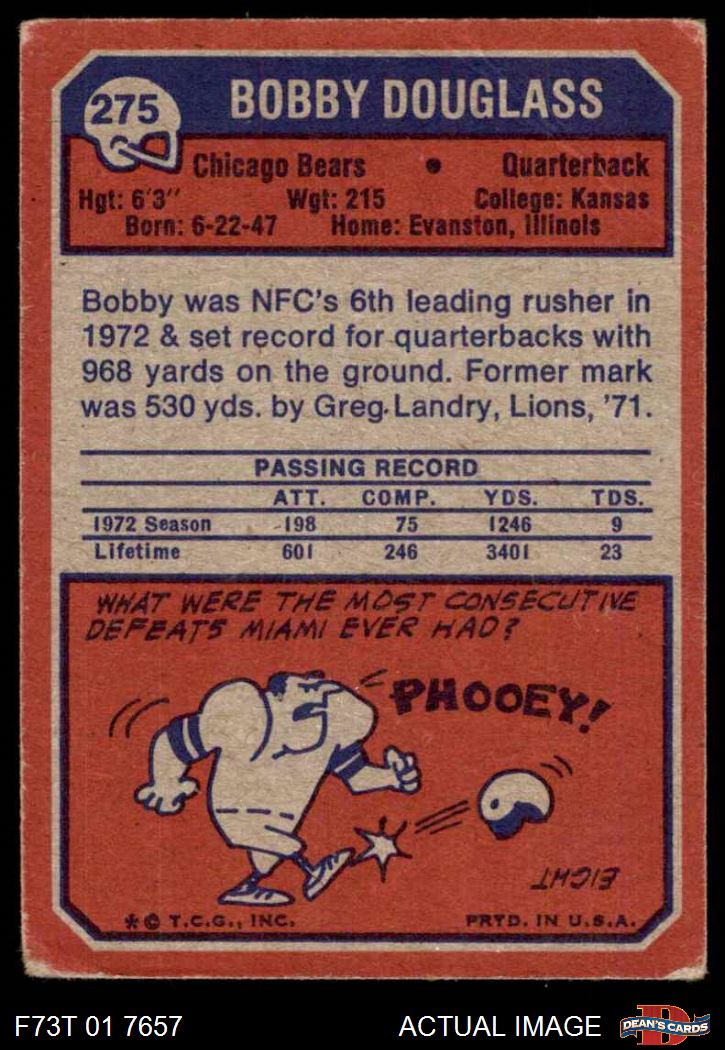 275
BOBBY DOUGLASS
Chicago Bears • Quarterback
Hgt: 6'3" Wgt: 215 College: Kansas
Born: 6-22-47 Home: Evanston, Illinois
Bobby was NFC's 6th leading rusher in
1972 & set record for quarterbacks with
968 yards on the ground. Former mark
was 530 yds. by Greg Landry, Lions, '71.
PASSING RECORD
ATT. COMP. YDS. TDS.
1972 Season 198 75 1246 9
Lifetime 601 246 3401 23
WHAT WERE THE MOST CONSECUTIVE
DEFEATS MIAMI EVER HAD?
PHOOEY!
EIGHT
* © T.C.G., INC. PRTD. IN U.S.A.
F73T 01 7657 ACTUAL IMAGE D DEAN'S CARDS